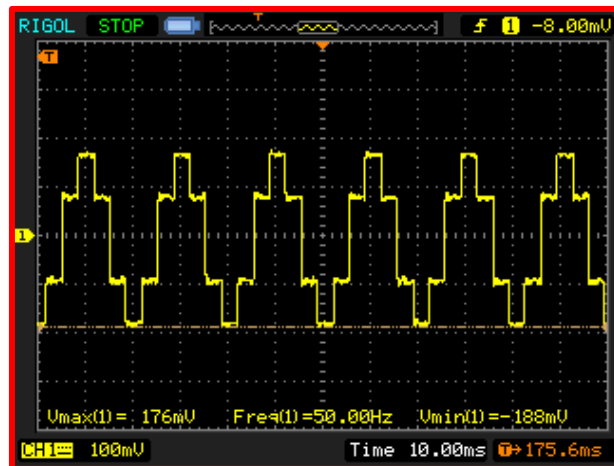 RIGOL STOP T f 1 -8.00mV
T
1
Vmax(1)= 176mV Freq(1)=50.00Hz Vmin(1)=-188mV
CH1 100mV Time 10.00ms T→175.6ms